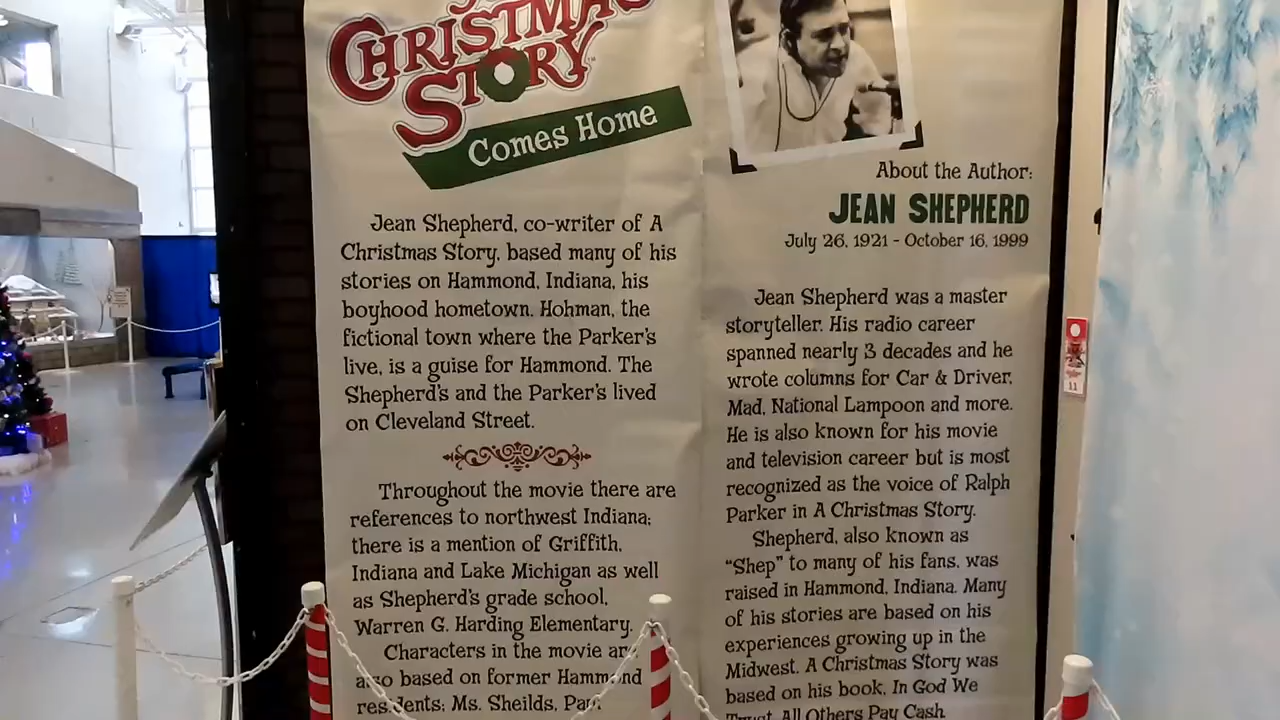 CHRISTMAS
STORY
Comes Home
Jean Shepherd, co-writer of A
Christmas Story, based many of his
stories on Hammond, Indiana, his
boyhood hometown. Hohman, the
fictional town where the Parker's
live, is a guise for Hammond. The
Shepherd's and the Parker's lived
on Cleveland Street.
Throughout the movie there are
references to northwest Indiana;
there is a mention of Griffith,
Indiana and Lake Michigan as well
as Shepherd's grade school,
Warren G. Harding Elementary.
Characters in the movie are
also based on former Hammond
residents; Ms. Sheilds,
About the Author:
JEAN SHEPHERD
July 26, 1921 - October 16, 1999
Jean Shepherd was a master
storyteller. His radio career
spanned nearly 3 decades and he
wrote columns for Car & Driver,
Mad, National Lampoon and more.
He is also known for his movie
and television career but is most
recognized as the voice of Ralph
Parker in A Christmas Story.
Shepherd, also known as
"Shep" to many of his fans, was
raised in Hammond, Indiana. Many
of his stories are based on his
experiences growing up in the
Midwest. A Christmas Story was
based on his book, In God We
Trust, All Others Pay Cash
11